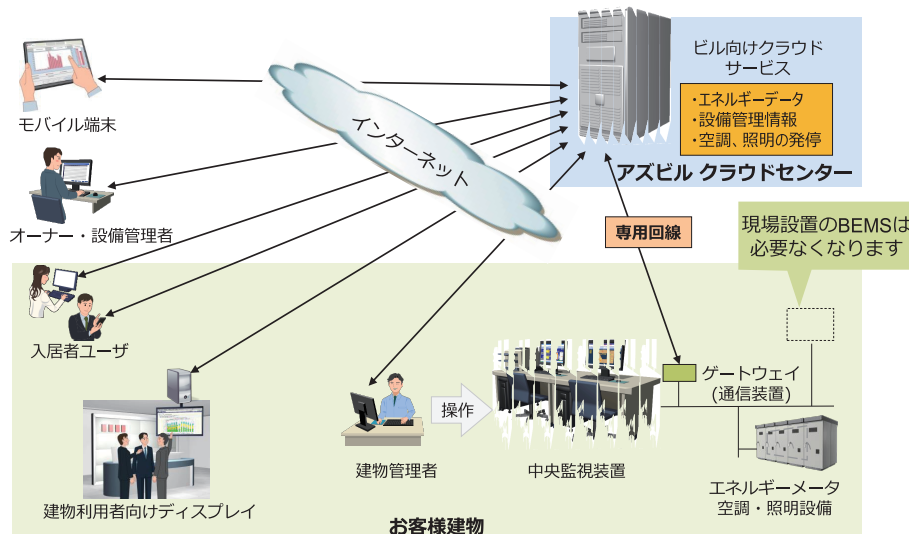 モバイル端末
オーナー・設備管理者
インターネット
ビル向けクラウド
サービス
・エネルギーデータ
・設備管理情報
・空調、照明の発停
アズビル クラウドセンター
専用回線
現場設置のBEMSは
必要なくなります
入居者ユーザ
建物利用者向けディスプレイ
建物管理者
操作
中央監視装置
ゲートウェイ
(通信装置)
エネルギーメータ
空調・照明設備
お客様建物